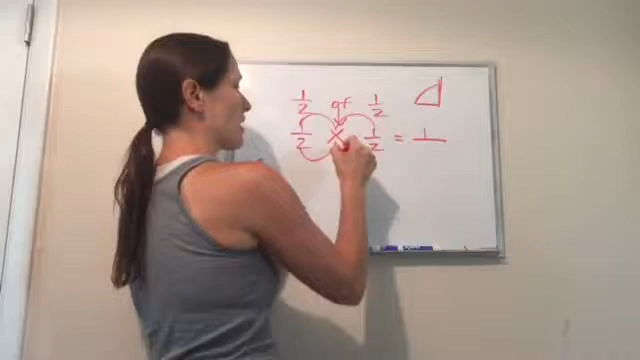 1/2 of 1/2
1/2 × 1/2 = 1/